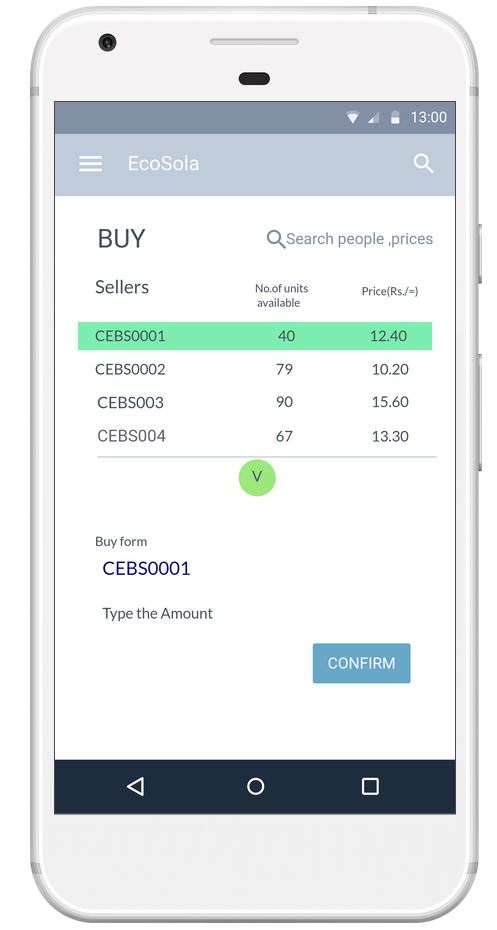 13:00
EcoSola
BUY Search people ,prices
Sellers No.of units available Price(Rs./=)
CEBS0001 40 12.40
CEBS0002 79 10.20
CEBS003 90 15.60
CEBS004 67 13.30
V
Buy form
CEBS0001
Type the Amount
CONFIRM